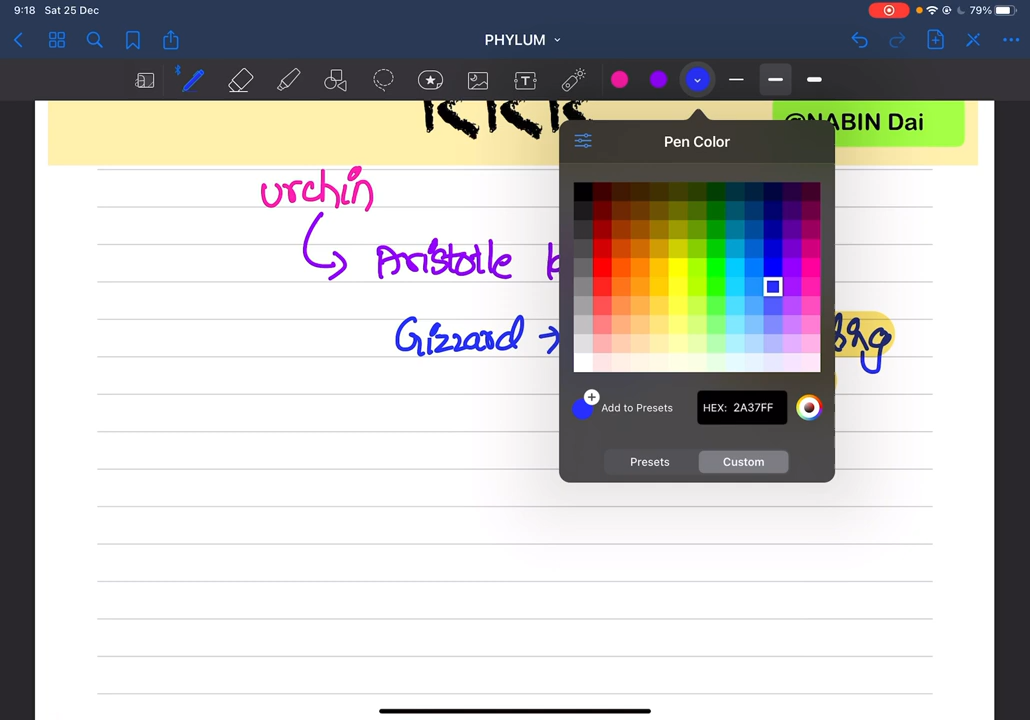 9:18 Sat 25 Dec 79%
PHYLUM
KKK
@NABIN Dai
Pen Color
urchin
Aristotle
Gizzard →
HEX: 2A37FF
Add to Presets
Presets Custom